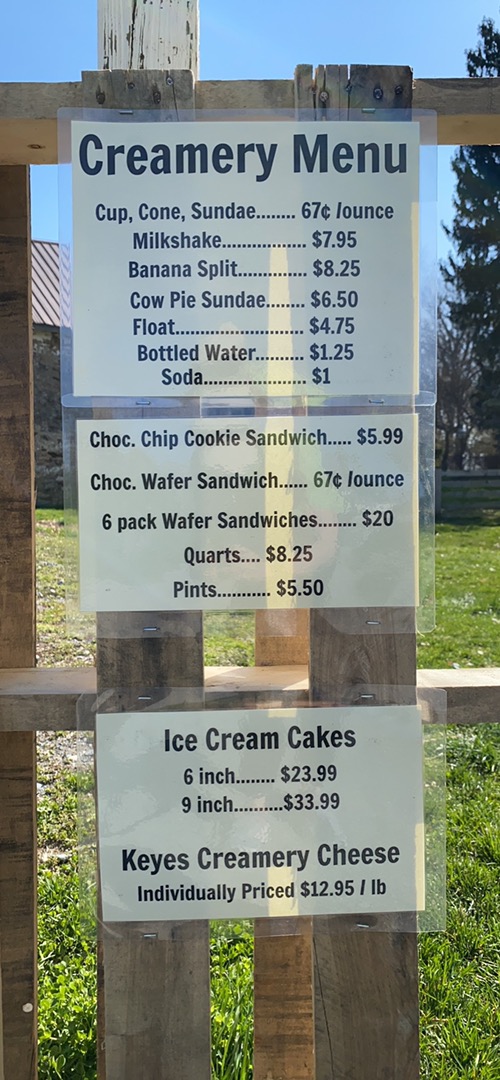 Creamery Menu
Cup, Cone, Sundae........ 67¢ /ounce
Milkshake................. $7.95
Banana Split.............. $8.25
Cow Pie Sundae........ $6.50
Float.......................... $4.75
Bottled Water.......... $1.25
Soda..................... $1
Choc. Chip Cookie Sandwich..... $5.99
Choc. Wafer Sandwich...... 67¢ /ounce
6 pack Wafer Sandwiches........ $20
Quarts.... $8.25
Pints........... $5.50
Ice Cream Cakes
6 inch........ $23.99
9 inch..........$33.99
Keyes Creamery Cheese
Individually Priced $12.95 / lb